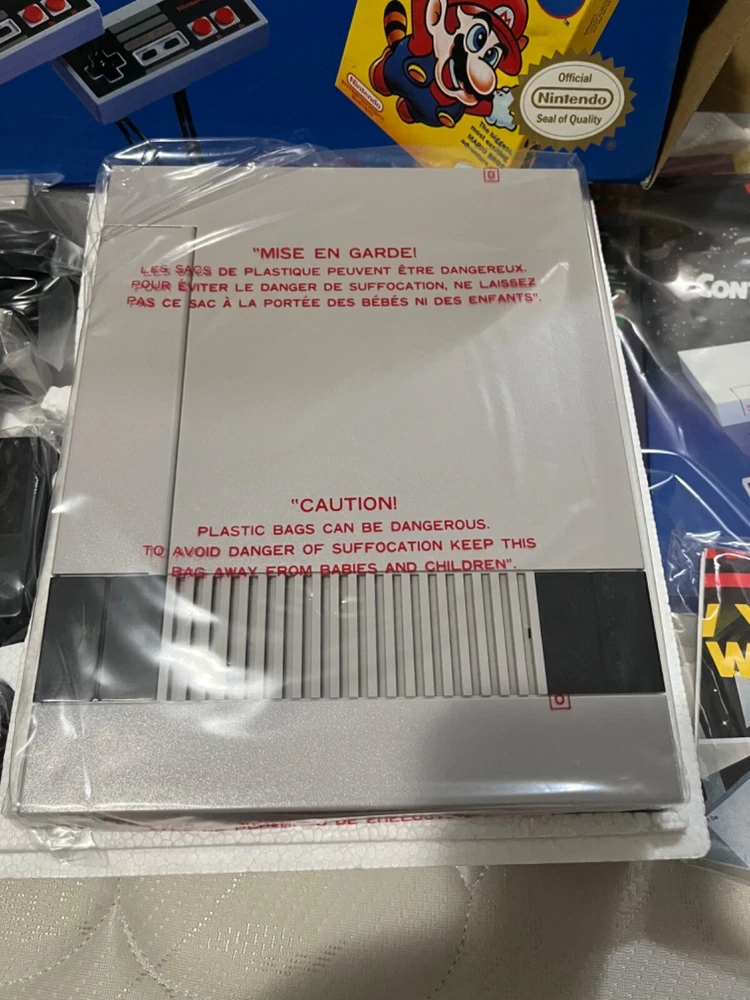 Nintendo
Official
Nintendo
Seal of Quality
"MISE EN GARDE!
LES SACS DE PLASTIQUE PEUVENT ÊTRE DANGEREUX.
POUR ÉVITER LE DANGER DE SUFFOCATION, NE LAISSEZ
PAS CE SAC À LA PORTÉE DES BÉBÉS NI DES ENFANTS".
CON
"CAUTION!
PLASTIC BAGS CAN BE DANGEROUS.
TO AVOID DANGER OF SUFFOCATION KEEP THIS
BAG AWAY FROM BABIES AND CHILDREN".
W